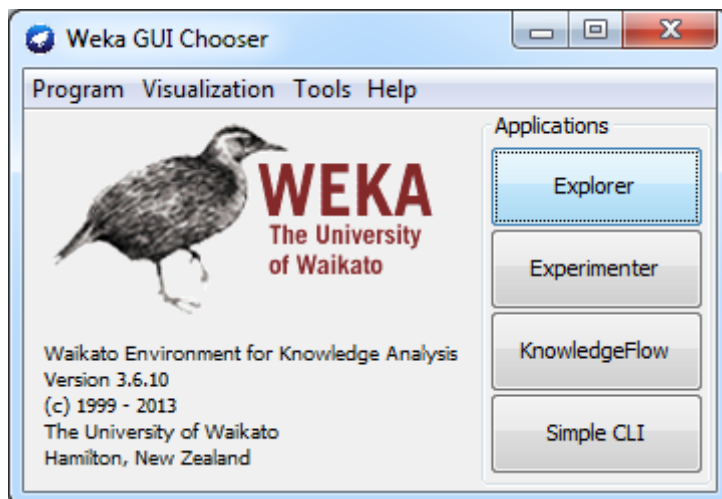 Weka GUI Chooser
Program Visualization Tools Help
WEKA
The University
of Waikato
Waikato Environment for Knowledge Analysis
Version 3.6.10
(c) 1999 - 2013
The University of Waikato
Hamilton, New Zealand
Applications
Explorer
Experimenter
KnowledgeFlow
Simple CLI